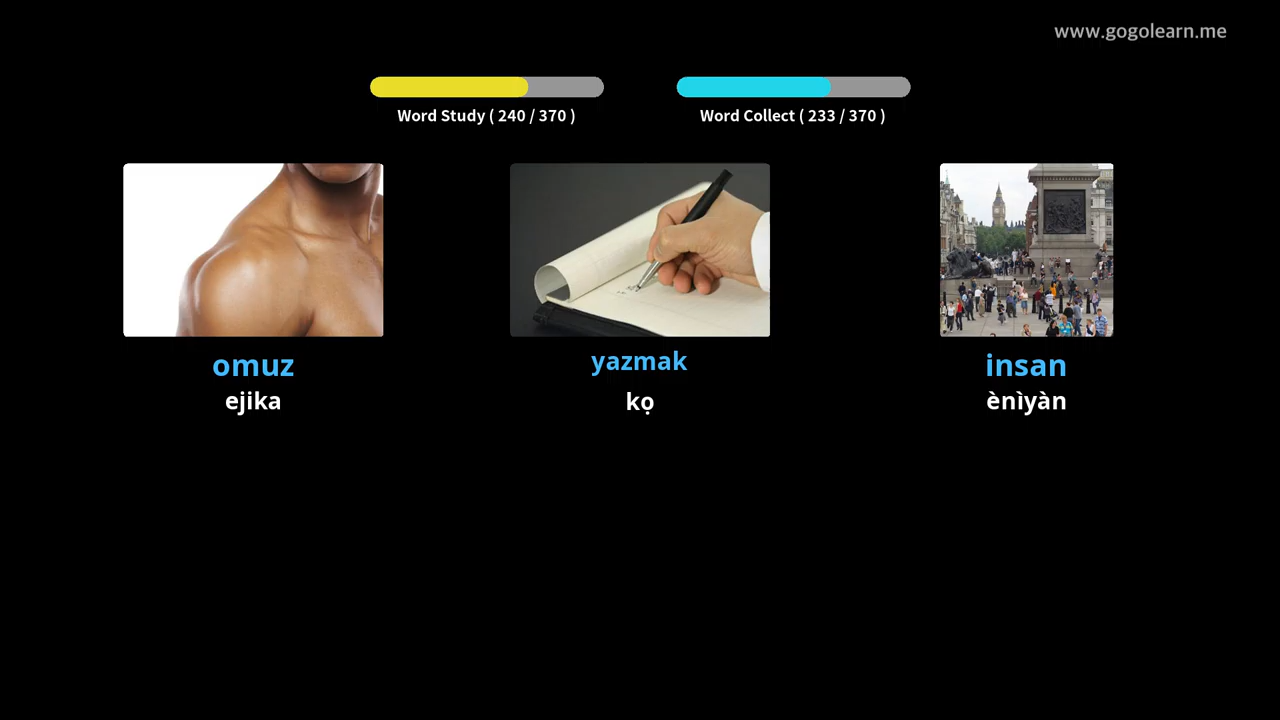 www.gogolearn.me
Word Study ( 240 / 370 )
Word Collect ( 233 / 370 )
omuz
ejika
yazmak
kọ
insan
ènìyàn